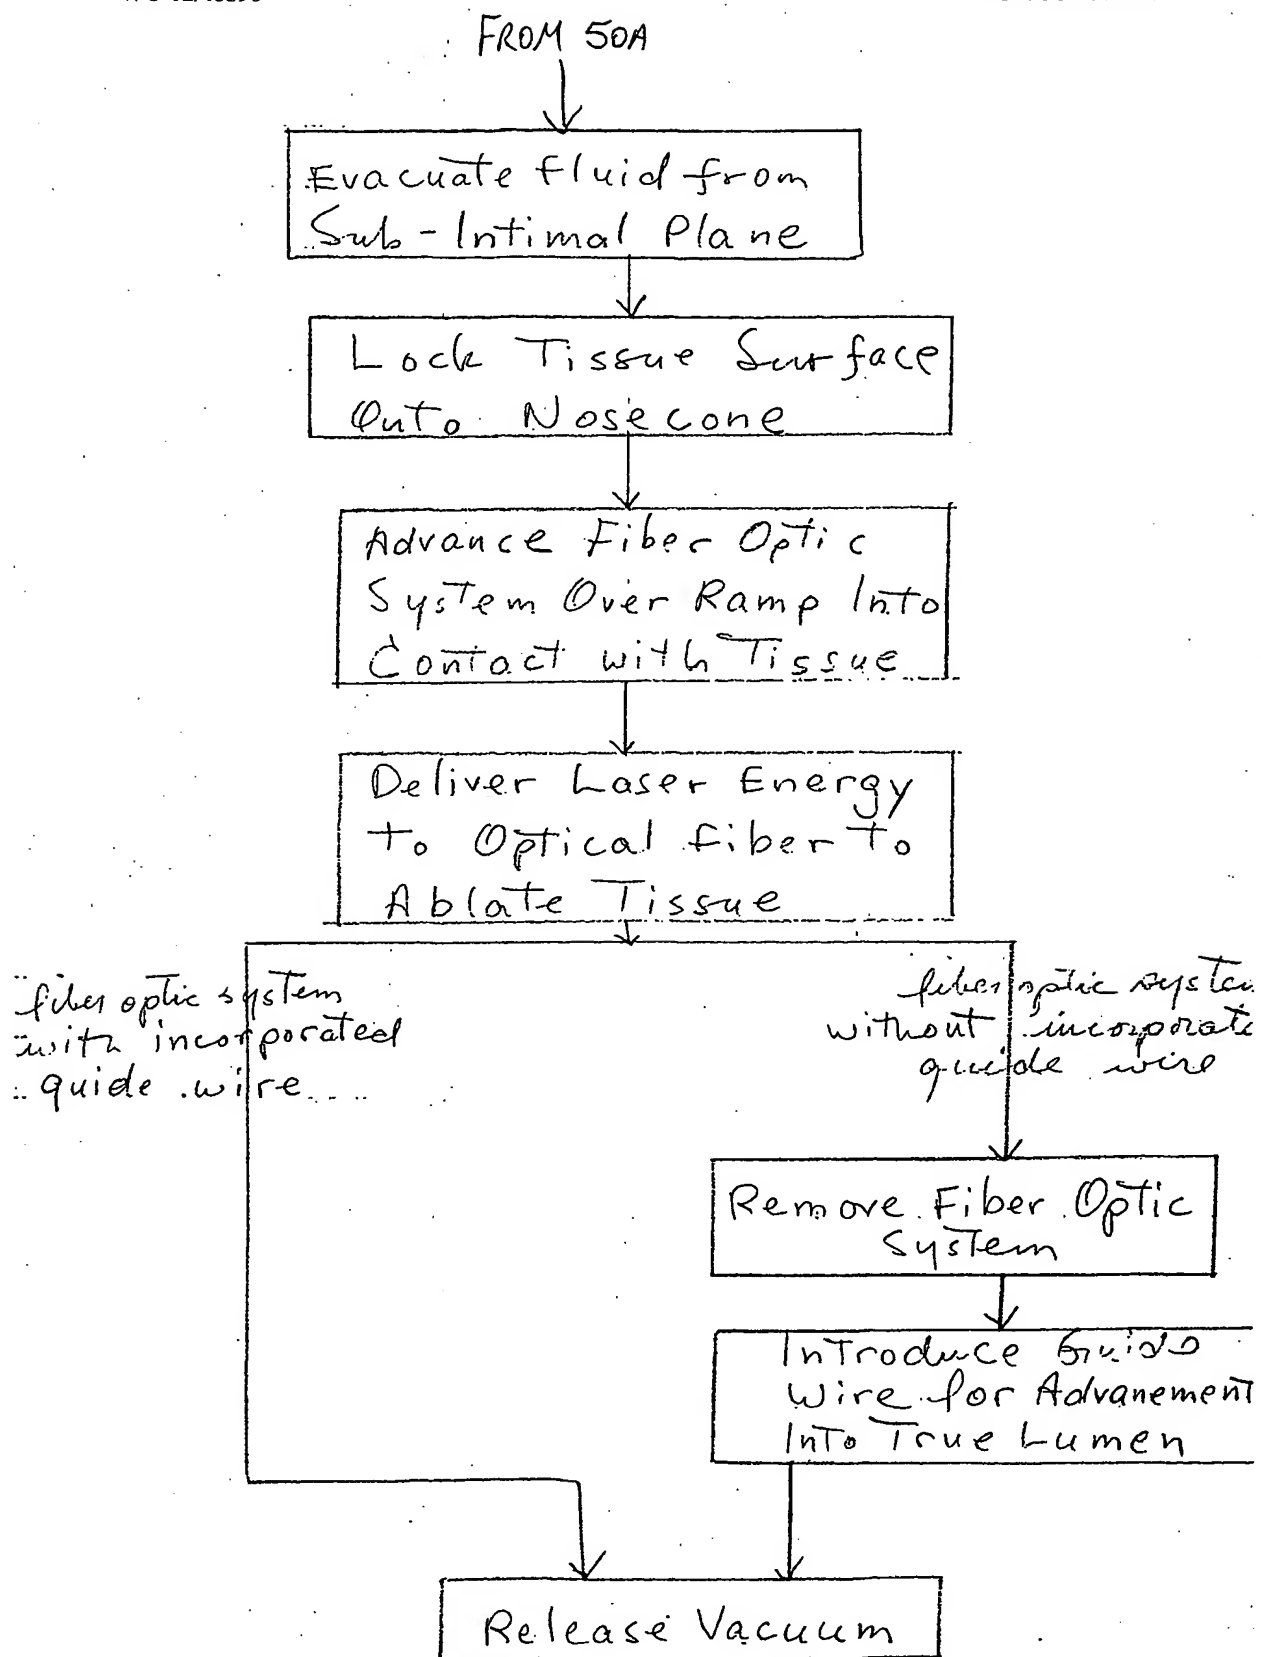 FROM 50A
Evacuate fluid from
Sub-Intimal Plane
Lock Tissue Surface
Onto Nosecone
Advance Fiber Optic
System Over Ramp Into
Contact with Tissue
Deliver Laser Energy
To Optical fiber To
Ablate Tissue
fiber optic system
with incorporated
guide wire
fiber optic system
without incorporate
guide wire
Remove Fiber Optic
System
Introduce Guide
Wire for Advanement
Into True Lumen
Release Vacuum